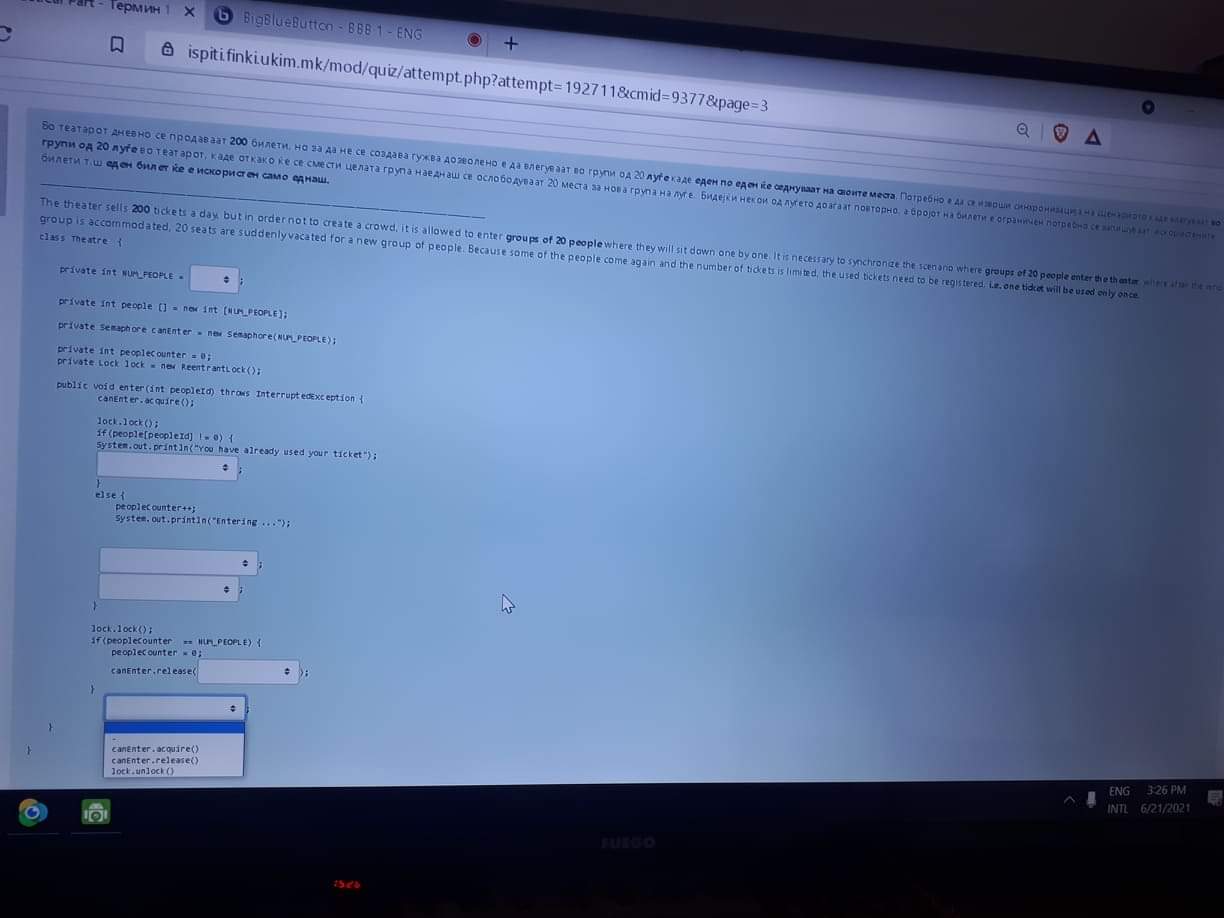 Part - Термин 1
BigBlueButton - BBB 1 - ENG
ispiti.finki.ukim.mk/mod/quiz/attempt.php?attempt=192711&cmid=9377&page=3
Во театарот дневно се продаваат 200 билети, но за да не се создава гужва дозволено е да влегуваат во групи од 20 луѓе каде еден по еден ќе седнуваат на своите места. Потребно е да се изврши синхронизација на сценариото каде влегуваат во
групи од 20 луѓе во театарот, каде откако ќе се смести целата група наеднаш се ослободуваат 20 места за нова група на луѓе. Бидејќи некои од луѓето доаѓаат повторно, а бројот на билети е ограничен потребно се запишуваат искористените
билети т.ш еден билет ќе е искористен само еднаш.
The theater sells 200 tickets a day, but in order not to create a crowd, it is allowed to enter groups of 20 people where they will sit down one by one. It is necessary to synchronize the scenario where groups of 20 people enter the theater, where after the
group is accommodated, 20 seats are suddenly vacated for a new group of people. Because some of the people come again and the number of tickets is limited, the used tickets need to be registered, i.e. one ticket will be used only once.
class Theatre {
private int NUM_PEOPLE = ;
private int people [] = new int [NUM_PEOPLE];
private Semaphore canEnter = new Semaphore(NUM_PEOPLE);
private int peopleCounter = 0;
private Lock lock = new ReentrantLock();
public void enter(int peopleId) throws InterruptedException {
canEnter.acquire();
lock.lock();
if(people[peopleId] != 0) {
System.out.println("You have already used your ticket");
;
}
else {
peopleCounter++;
System.out.println("Entering ...");
;
;
}
lock.lock();
if(peopleCounter == NUM_PEOPLE) {
peopleCounter = 0;
canEnter.release( );
}
;
-
canEnter.acquire()
canEnter.release()
lock.unlock()
}
}
ENG 3:26 PM
INTL 6/21/2021